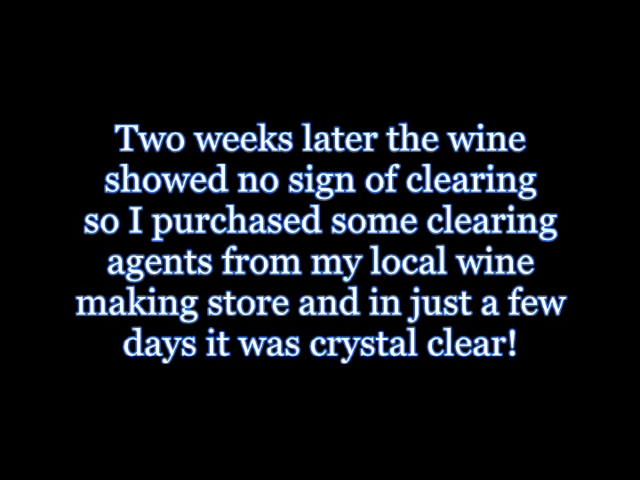 Two weeks later the wine
showed no sign of clearing
so I purchased some clearing
agents from my local wine
making store and in just a few
days it was crystal clear!